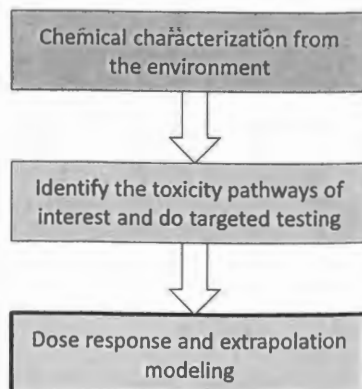 Chemical characterization from
the environment
Identify the toxicity pathways of
interest and do targeted testing
Dose response and extrapolation
modeling